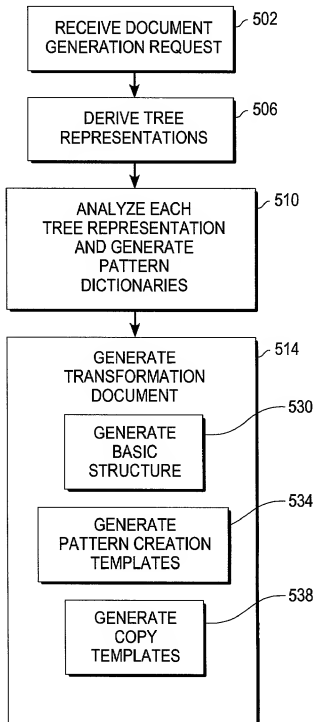 RECEIVE DOCUMENT
GENERATION REQUEST
502
DERIVE TREE
REPRESENTATIONS
506
ANALYZE EACH
TREE REPRESENTATION
AND GENERATE
PATTERN
DICTIONARIES
510
GENERATE
TRANSFORMATION
DOCUMENT
514
GENERATE
BASIC
STRUCTURE
530
GENERATE
PATTERN CREATION
TEMPLATES
534
GENERATE
COPY
TEMPLATES
538